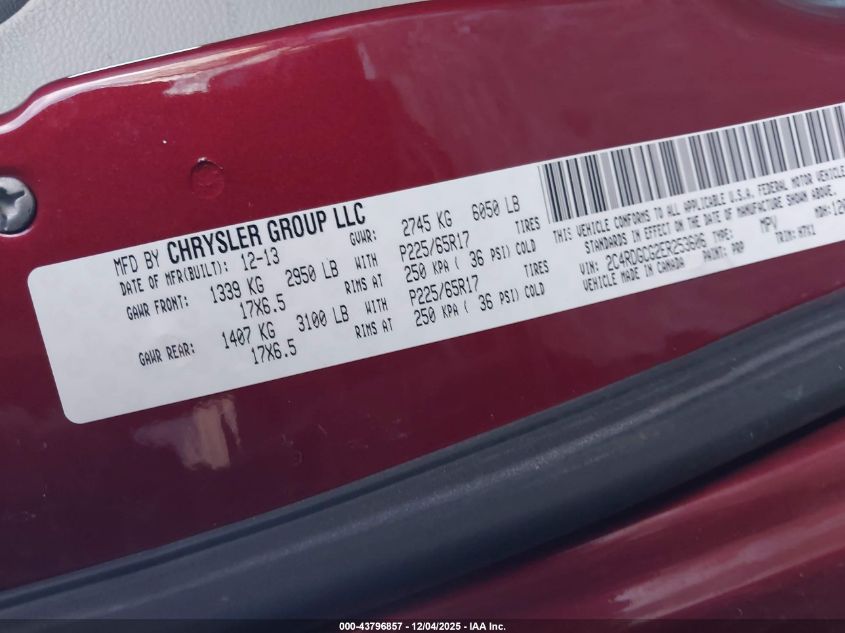 MFD BY CHRYSLER GROUP LLC
DATE OF MFR(BUILT): 12-13 GVWR: 2745 KG 6050 LB
GAWR FRONT: 1339 KG 2950 LB WITH P225/65R17 TIRES
17X6.5 RIMS AT 250 KPA ( 36 PSI) COLD
GAWR REAR: 1407 KG 3100 LB WITH P225/65R17 TIRES
17X6.5 RIMS AT 250 KPA ( 36 PSI) COLD
THIS VEHICLE CONFORMS TO ALL APPLICABLE U.S.A. FEDERAL MOTOR VEHICLE
STANDARDS IN EFFECT ON THE DATE OF MANUFACTURE SHOWN ABOVE.
VIN: 2C4RDGCG2ER253606 TYPE: MPV MDH:
VEHICLE MADE IN CANADA PAINT: PRP TRIM:
000-43796857 - 12/04/2025 - IAA Inc.